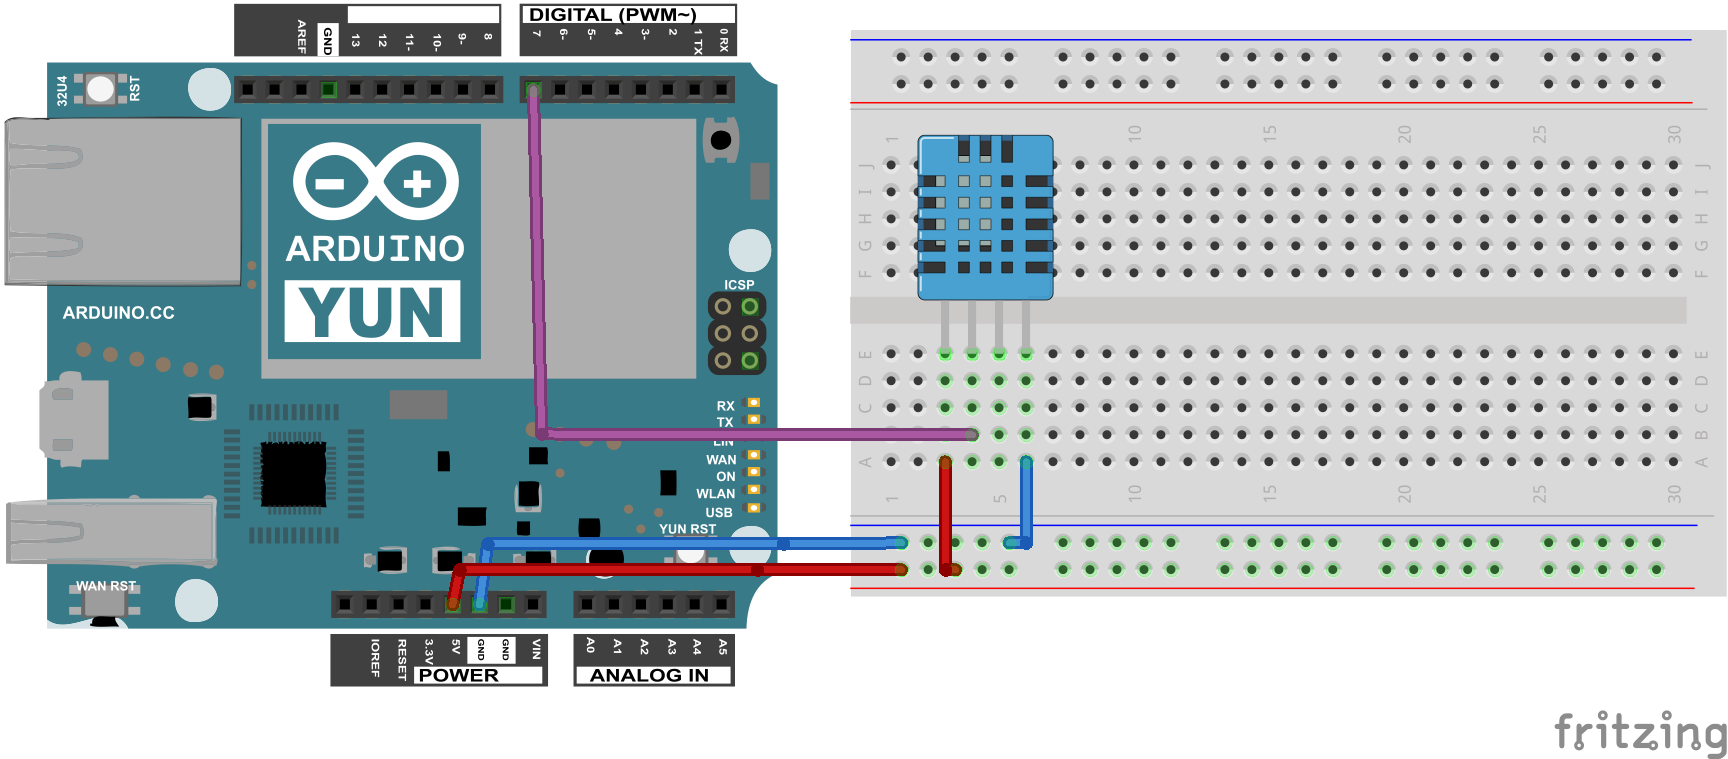 AREF
GND
13
12
11-
10-
9-
8
DIGITAL (PWM~)
7
6-
5-
4
3-
2
1 TX
0 RX
32U4
RST
ARDUINO
YUN
ARDUINO.CC
ICSP
RX
TX
LIN
WAN
ON
WLAN
USB
YUN RST
WAN RST
IOREF
RESET
3.3V
5V
GND
GND
VIN
POWER
A0
A1
A2
A3
A4
A5
ANALOG IN
1
10
15
20
25
30
J
J
I
I
H
H
G
G
F
F
E
E
D
D
C
C
B
B
A
A
1
5
10
15
20
25
30
fritzing